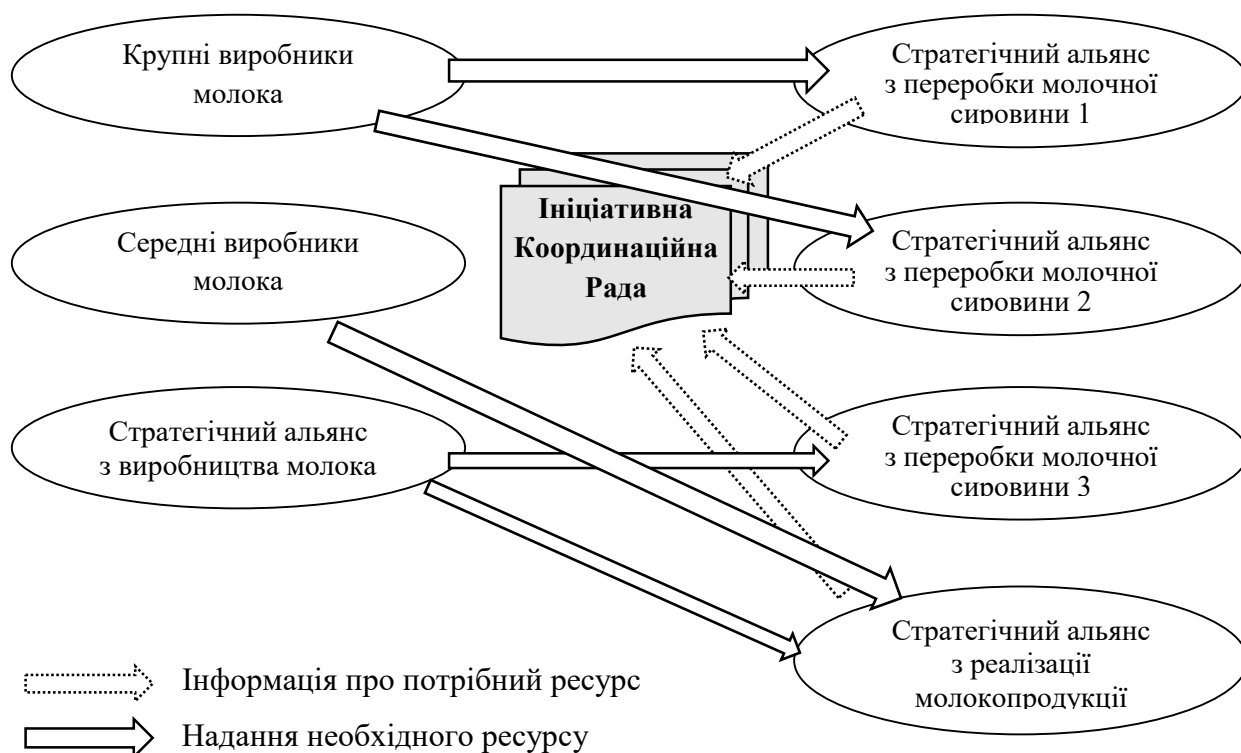 Крупні виробники
молока
Стратегічний альянс
з переробки молочної
сировини 1
Ініціативна
Координаційна
Рада
Середні виробники
молока
Стратегічний альянс
з переробки молочної
сировини 2
Стратегічний альянс
з виробництва молока
Стратегічний альянс
з переробки молочної
сировини 3
Стратегічний альянс
з реалізації
молокопродукції
Інформація про потрібний ресурс
Надання необхідного ресурсу